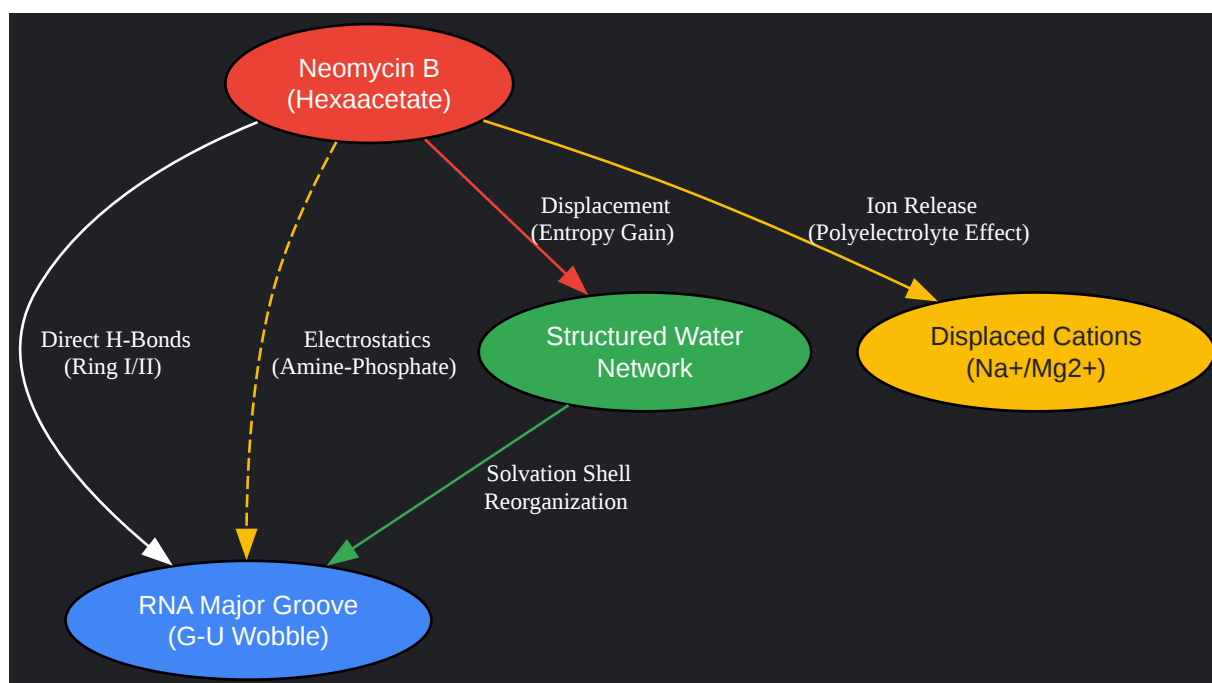 Neomycin B
(Hexaacetate)
Displacement
(Entropy Gain)
Ion Release
(Polyelectrolyte Effect)
Direct H-Bonds
(Ring I/II)
Electrostatics
(Amine-Phosphate)
Structured Water
Network
Displaced Cations
(Na+/Mg2+)
Solvation Shell
Reorganization
RNA Major Groove
(G-U Wobble)